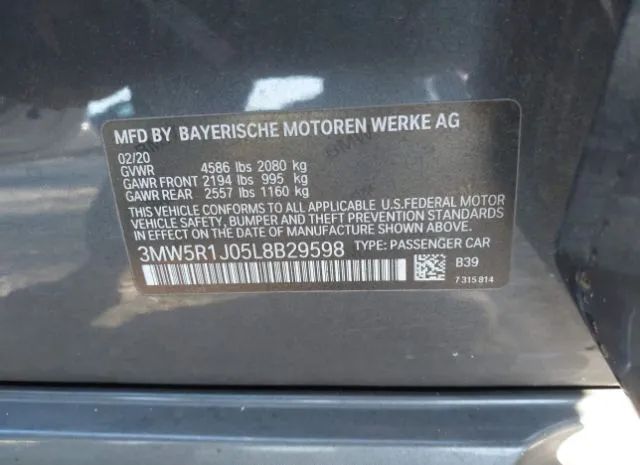 MFD BY BAYERISCHE MOTOREN WERKE AG
02/20
GVWR 4586 lbs 2080 kg
GAWR FRONT 2194 lbs 995 kg
GAWR REAR 2557 lbs 1160 kg
THIS VEHICLE CONFORMS TO ALL APPLICABLE U.S.FEDERAL MOTOR
VEHICLE SAFETY, BUMPER AND THEFT PREVENTION STANDARDS
IN EFFECT ON THE DATE OF MANUFACTURE SHOWN ABOVE.
3MW5R1J05L8B29598 TYPE: PASSENGER CAR
B39
7 315 814